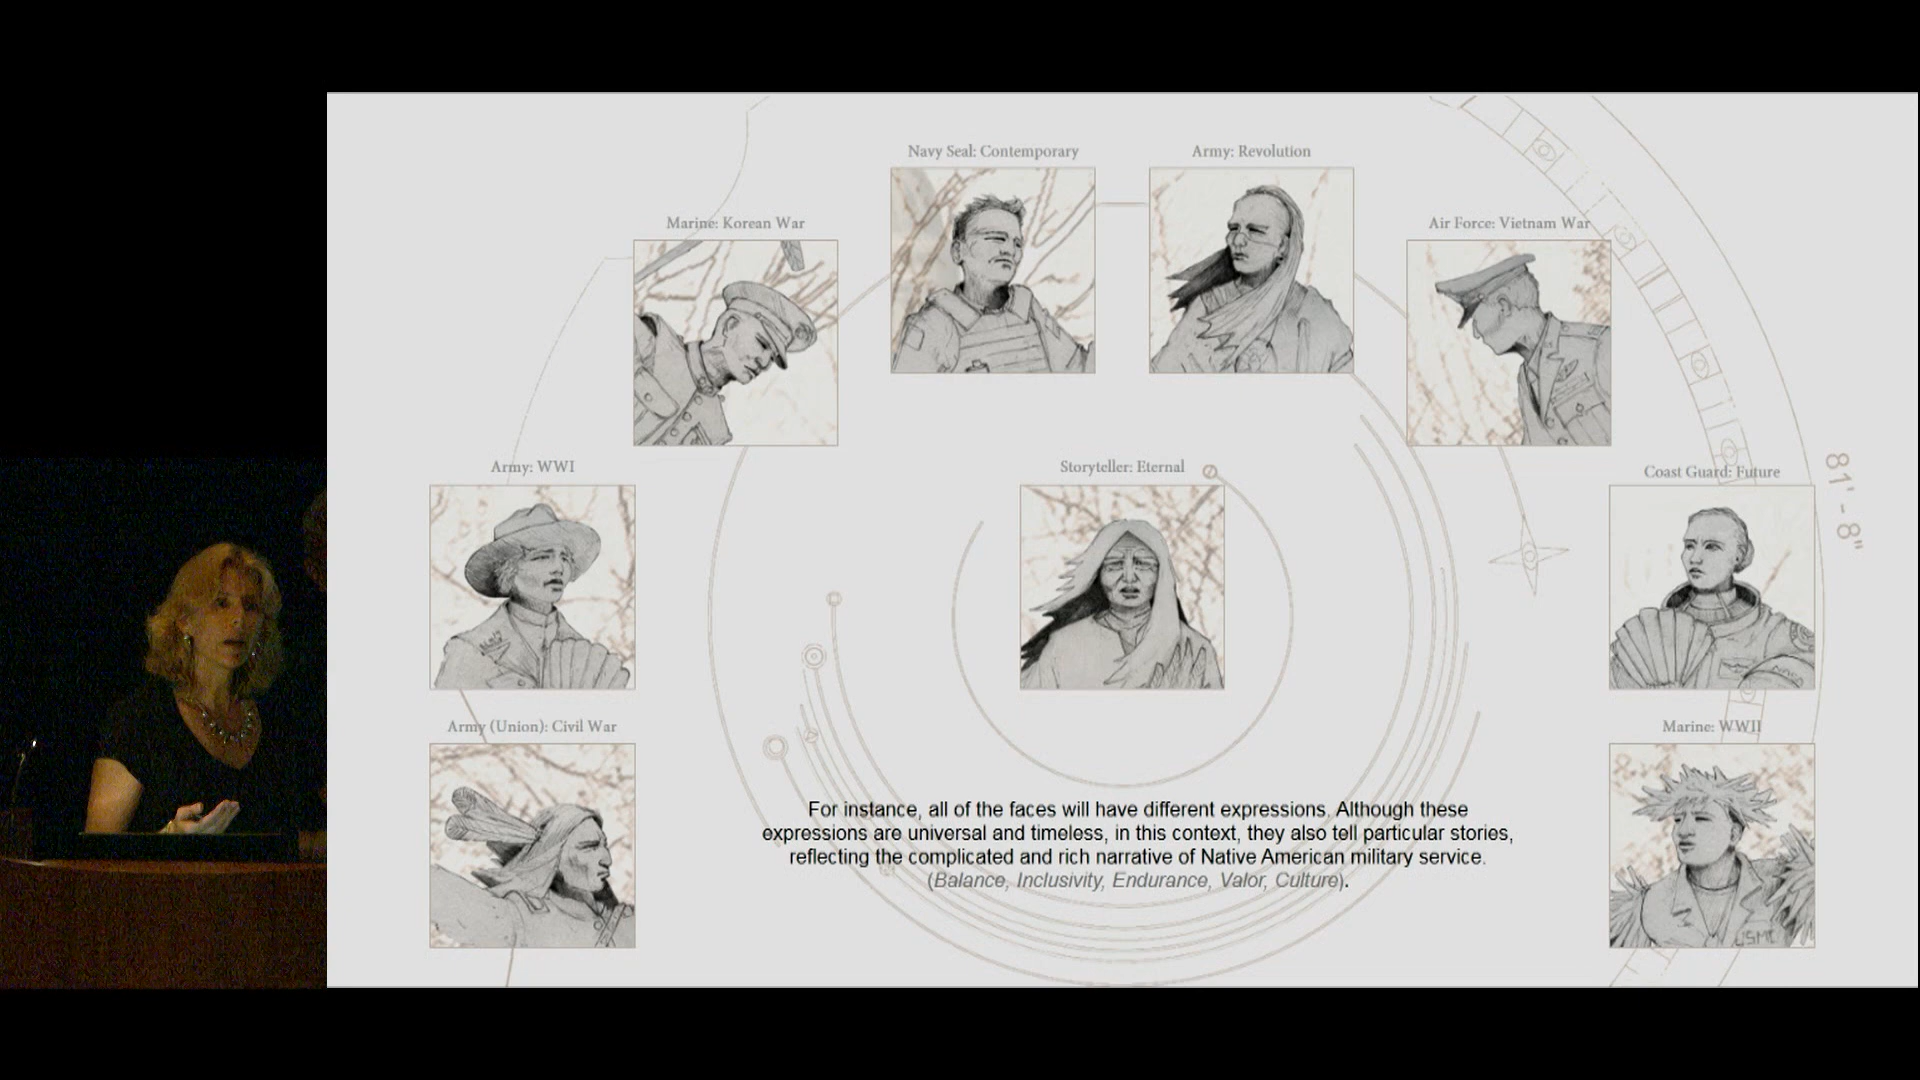 Navy Seal: Contemporary
Army: Revolution
Marine: Korean War
Air Force: Vietnam War
Army: WWI
Storyteller: Eternal
Coast Guard: Future
81' - 8"
Army (Union): Civil War
Marine: WWII
For instance, all of the faces will have different expressions. Although these
expressions are universal and timeless, in this context, they also tell particular stories,
reflecting the complicated and rich narrative of Native American military service.
(Balance, Inclusivity, Endurance, Valor, Culture).
USMC